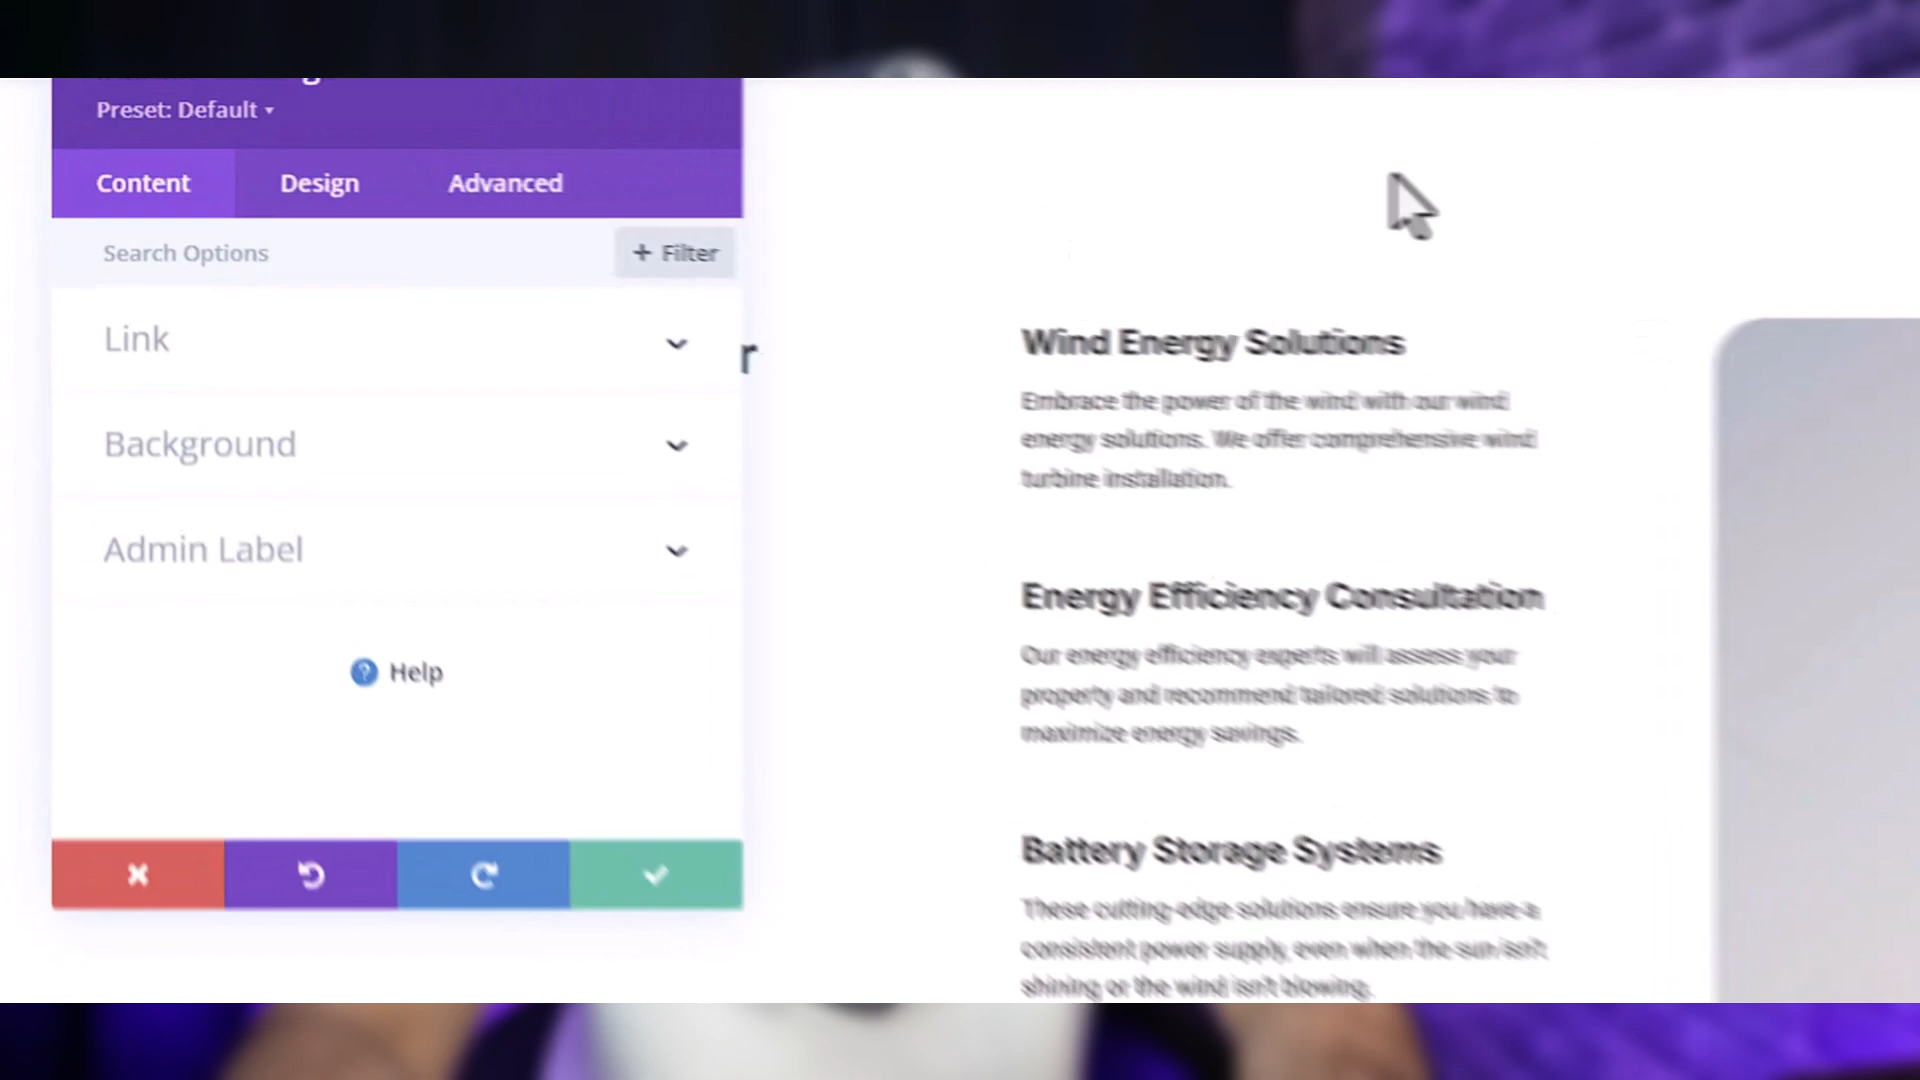 Preset: Default
Content
Design
Advanced
Search Options
+ Filter
Link
Background
Admin Label
? Help
r
Wind Energy Solutions
Embrace the power of the wind with our wind
energy solutions. We offer comprehensive wind
turbine installation.
Energy Efficiency Consultation
Our energy efficiency experts will assess your
property and recommend tailored solutions to
maximize energy savings.
Battery Storage Systems
These cutting-edge solutions ensure you have a
consistent power supply, even when the sun isn't
shining or the wind isn't blowing.